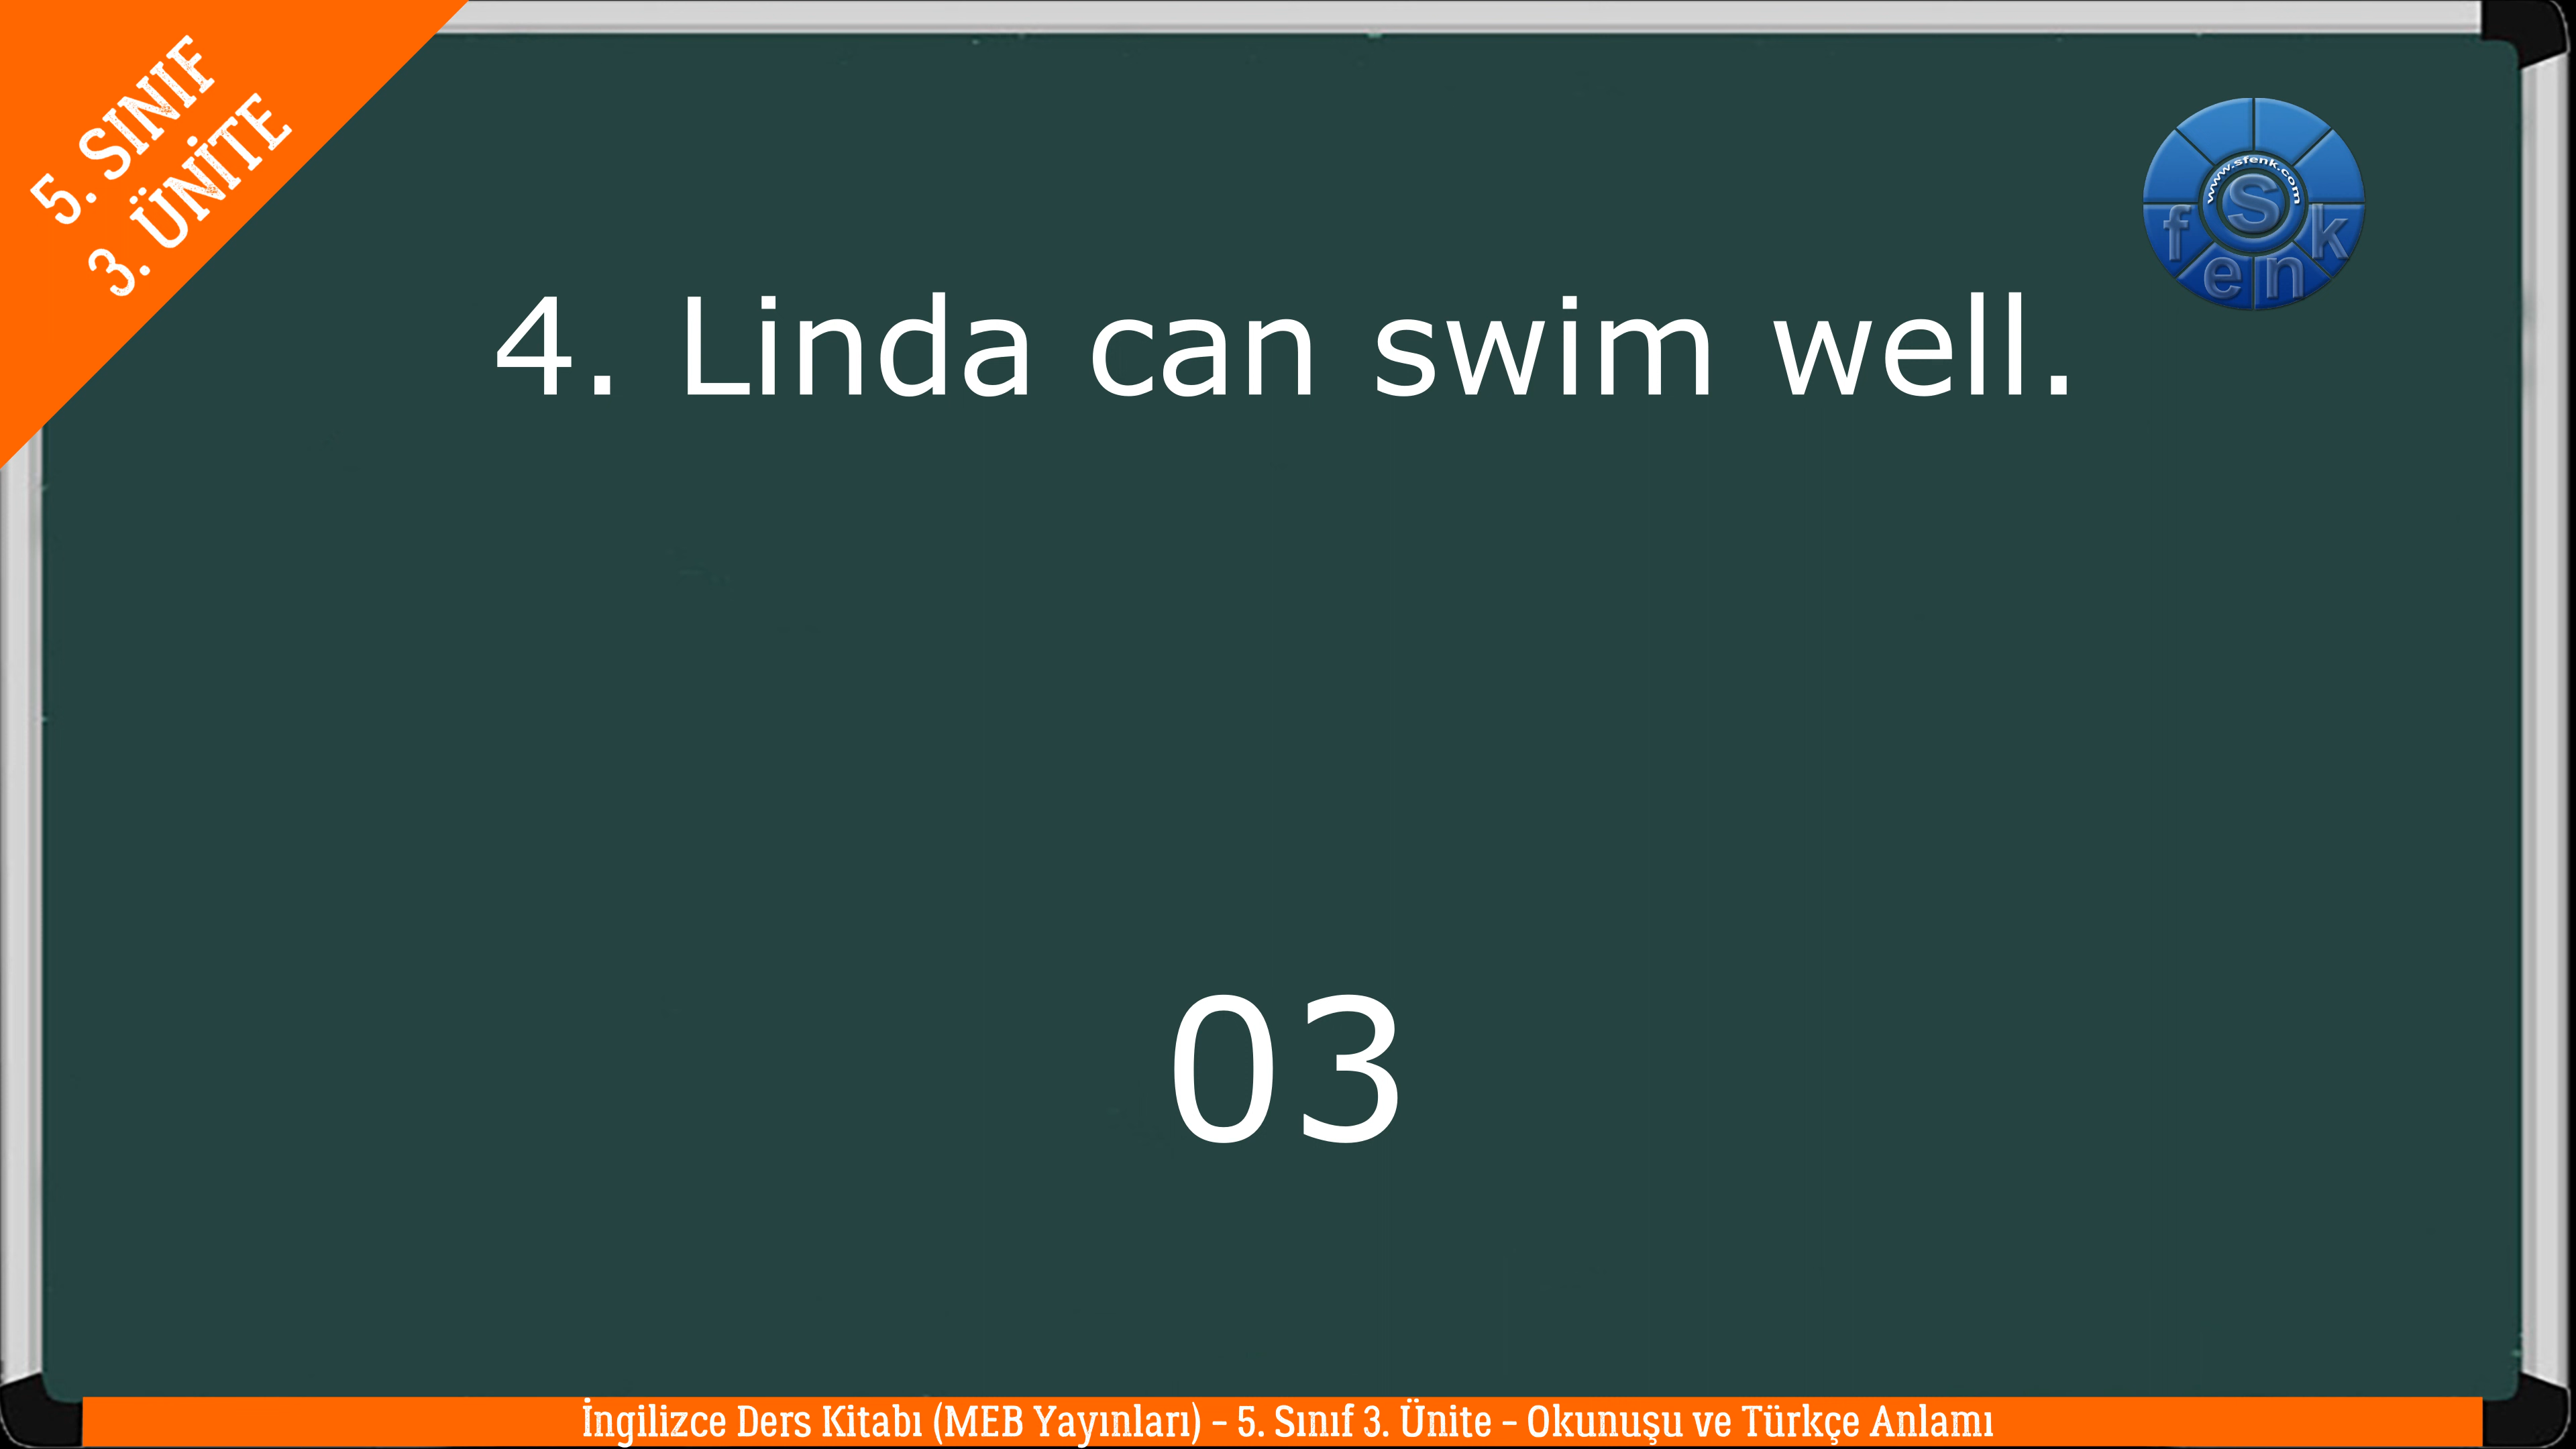 5. SINIF
3. ÜNİTE
www.sfenk.com
S
f e n k
4. Linda can swim well.
03
İngilizce Ders Kitabı (MEB Yayınları) – 5. Sınıf 3. Ünite – Okunuşu ve Türkçe Anlamı